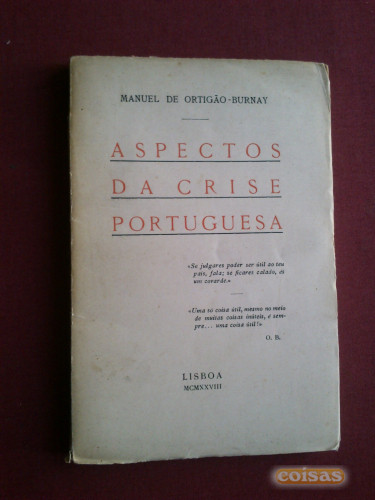 MANUEL DE ORTIGÃO-BURNAY
ASPECTOS
DA CRISE
PORTUGUESA
«Se julgares poder ser útil ao teu
país, fala; se ficares calado, és
um covarde.»
«Uma só coisa útil, mesmo no meio
de muitas coisas inúteis, é sem-
pre... uma coisa útil!»
O. B.
LISBOA
MCMXXVIII
coisas